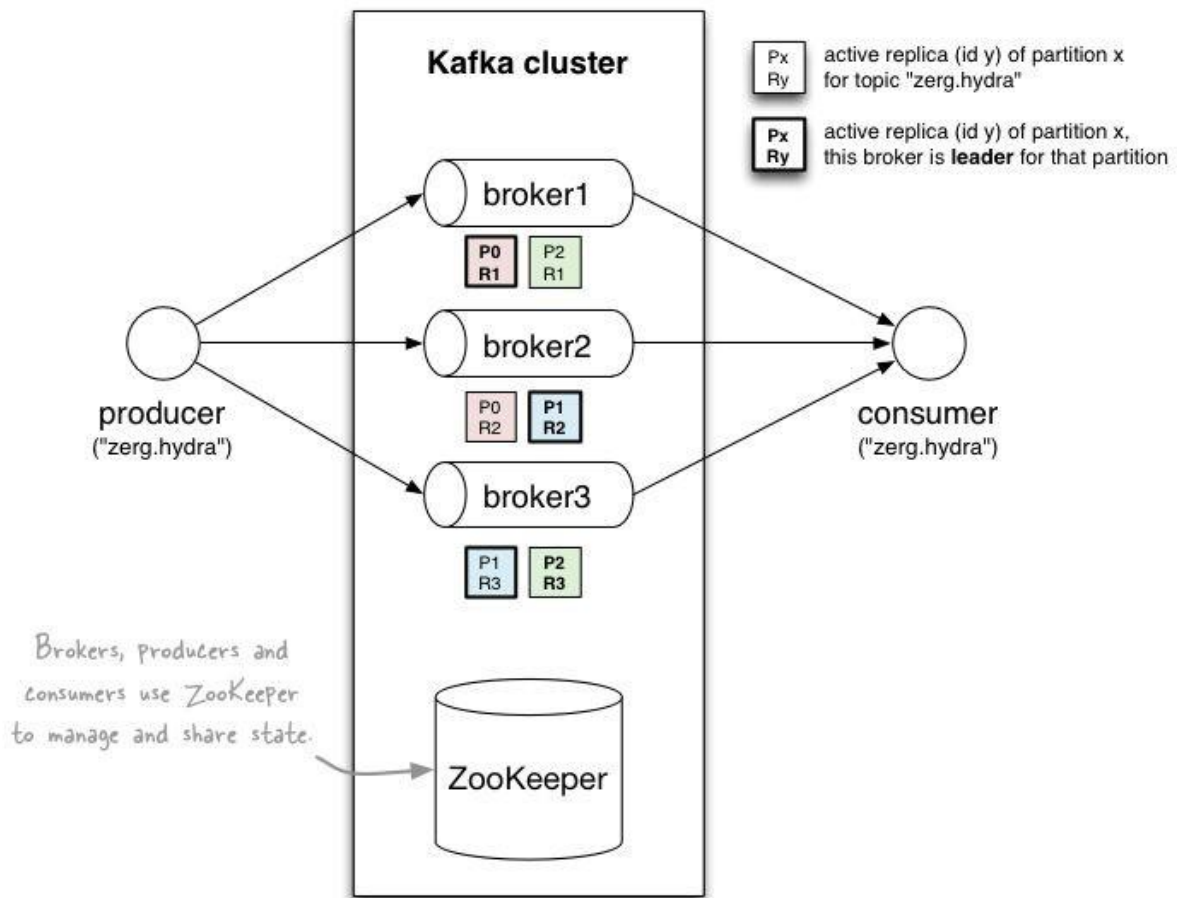 Kafka cluster
Px
Ry
active replica (id y) of partition x
for topic "zerg.hydra"
Px
Ry
active replica (id y) of partition x,
this broker is leader for that partition
broker1
P0
R1
P2
R1
producer
("zerg.hydra")
broker2
P0
R2
P1
R2
consumer
("zerg.hydra")
broker3
P1
R3
P2
R3
Brokers, producers and
consumers use ZooKeeper
to manage and share state.
ZooKeeper